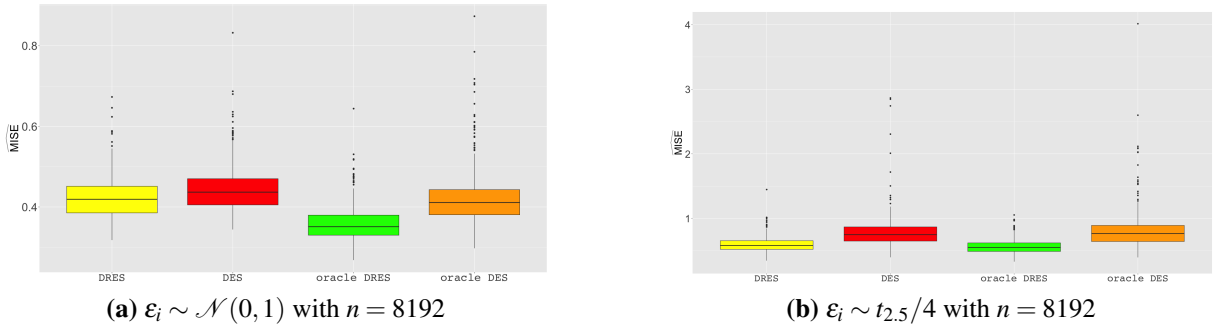 0.8
0.6
0.4
MISE
DRES
DES
oracle DRES
oracle DES
(a) εᵢ ∼ 𝒩(0, 1) with n = 8192
4
3
2
1
MISE
DRES
DES
oracle DRES
oracle DES
(b) εᵢ ∼ t₂.₅/4 with n = 8192